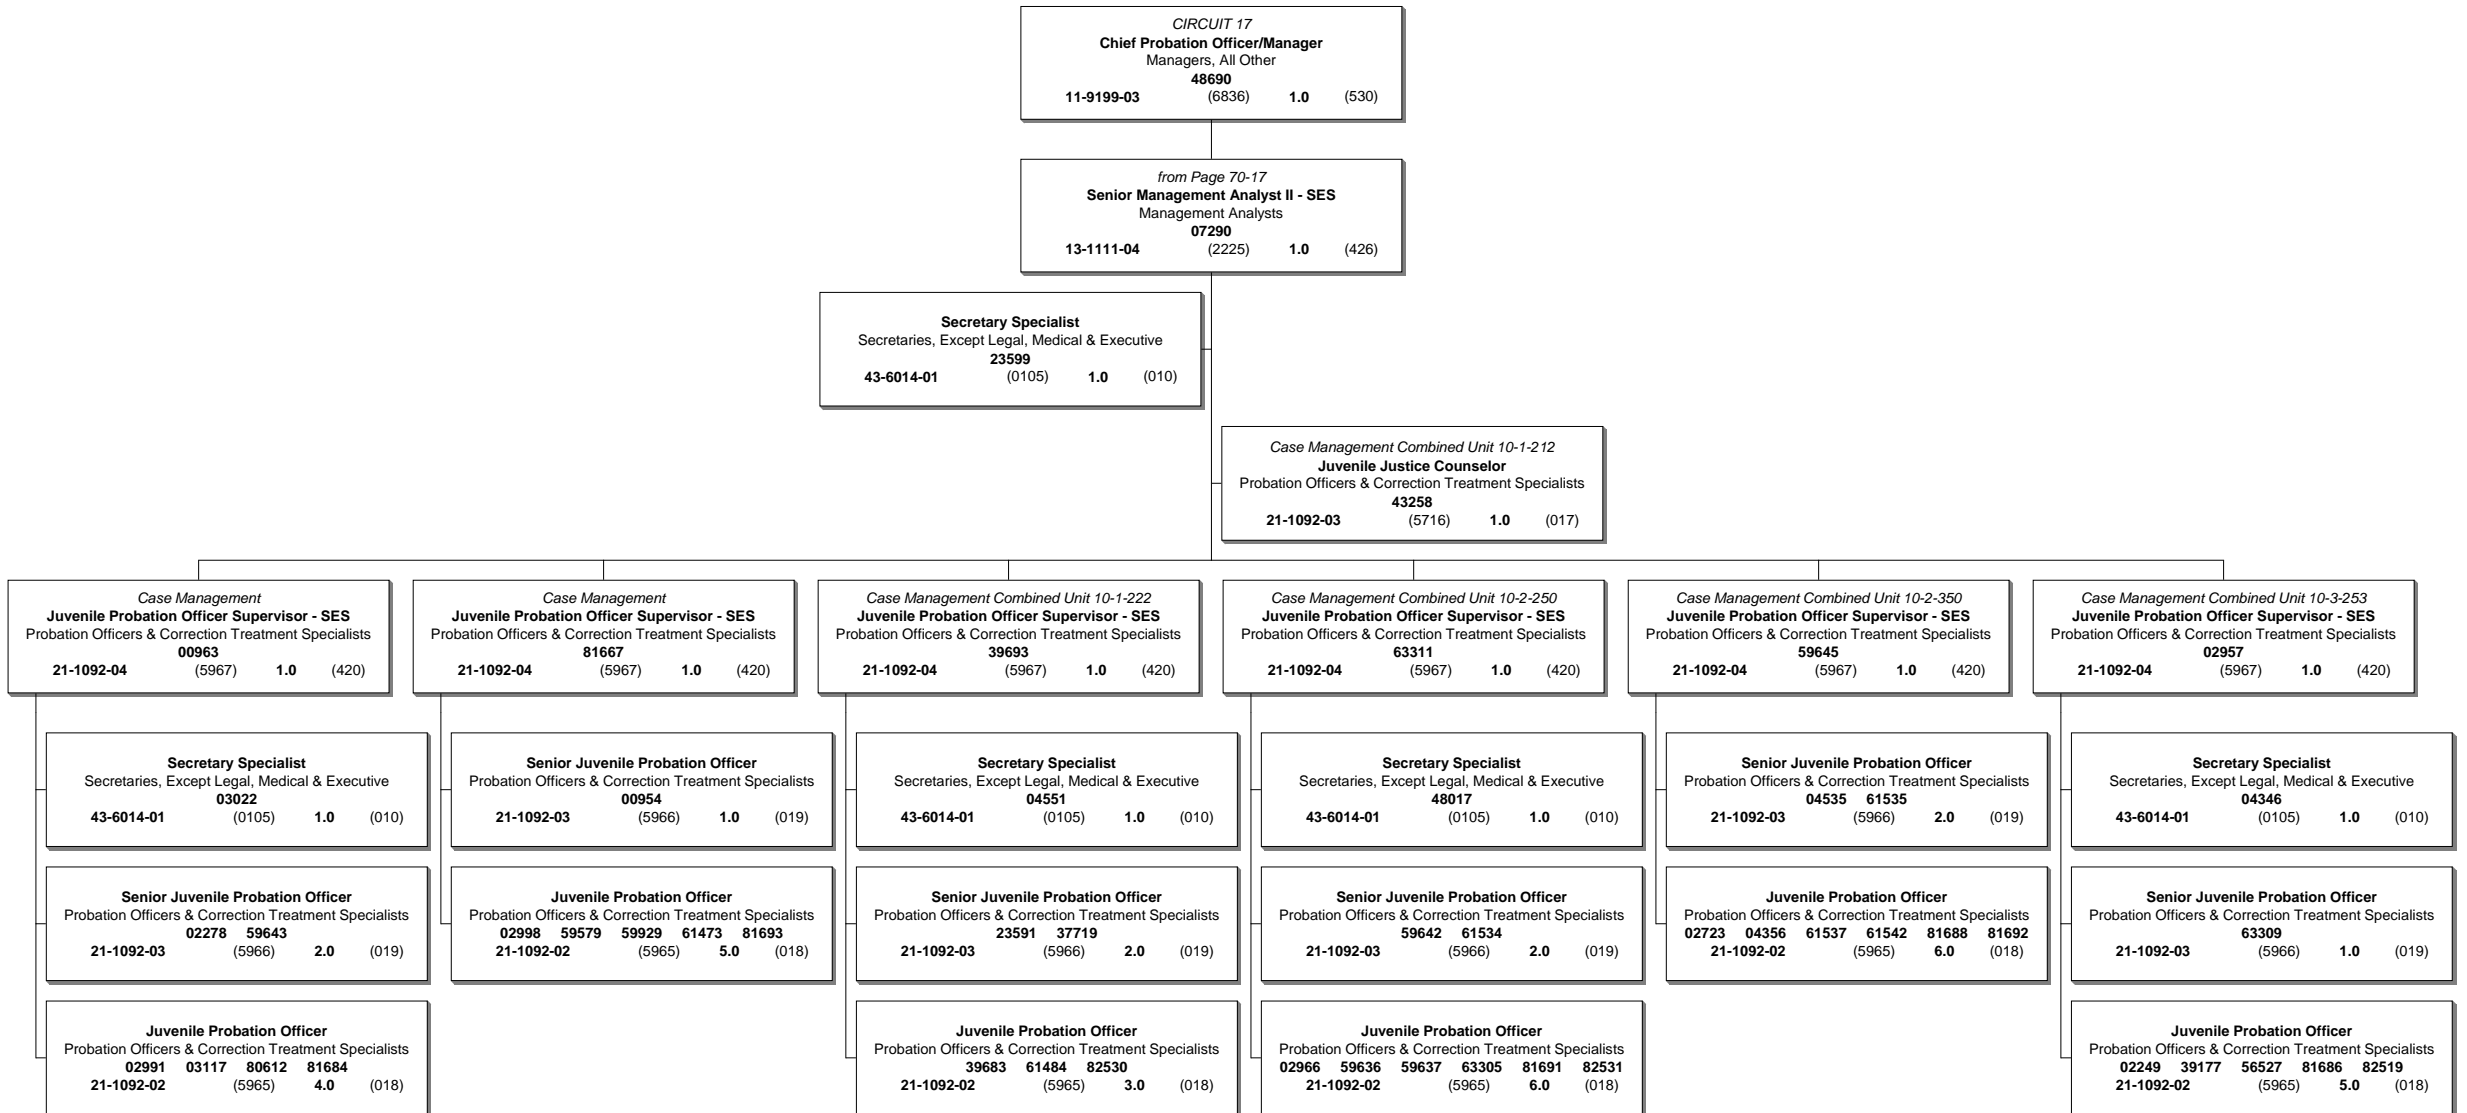 CIRCUIT 17
Chief Probation Officer/Manager
Managers, All Other
48690
11-9199-03 (6836) 1.0 (530)
from Page 70-17
Senior Management Analyst II - SES
Management Analysts
07290
13-1111-04 (2225) 1.0 (426)
Secretary Specialist
Secretaries, Except Legal, Medical & Executive
23599
43-6014-01 (0105) 1.0 (010)
Case Management Combined Unit 10-1-212
Juvenile Justice Counselor
Probation Officers & Correction Treatment Specialists
43258
21-1092-03 (5716) 1.0 (017)
Case Management
Juvenile Probation Officer Supervisor - SES
Probation Officers & Correction Treatment Specialists
00963
21-1092-04 (5967) 1.0 (420)
Secretary Specialist
Secretaries, Except Legal, Medical & Executive
03022
43-6014-01 (0105) 1.0 (010)
Senior Juvenile Probation Officer
Probation Officers & Correction Treatment Specialists
02278 59643
21-1092-03 (5966) 2.0 (019)
Juvenile Probation Officer
Probation Officers & Correction Treatment Specialists
02991 03117 80612 81684
21-1092-02 (5965) 4.0 (018)
Case Management
Juvenile Probation Officer Supervisor - SES
Probation Officers & Correction Treatment Specialists
81667
21-1092-04 (5967) 1.0 (420)
Senior Juvenile Probation Officer
Probation Officers & Correction Treatment Specialists
00954
21-1092-03 (5966) 1.0 (019)
Juvenile Probation Officer
Probation Officers & Correction Treatment Specialists
02998 59579 59929 61473 81693
21-1092-02 (5965) 5.0 (018)
Case Management Combined Unit 10-1-222
Juvenile Probation Officer Supervisor - SES
Probation Officers & Correction Treatment Specialists
39693
21-1092-04 (5967) 1.0 (420)
Secretary Specialist
Secretaries, Except Legal, Medical & Executive
04551
43-6014-01 (0105) 1.0 (010)
Senior Juvenile Probation Officer
Probation Officers & Correction Treatment Specialists
23591 37719
21-1092-03 (5966) 2.0 (019)
Juvenile Probation Officer
Probation Officers & Correction Treatment Specialists
39683 61484 82530
21-1092-02 (5965) 3.0 (018)
Case Management Combined Unit 10-2-250
Juvenile Probation Officer Supervisor - SES
Probation Officers & Correction Treatment Specialists
63311
21-1092-04 (5967) 1.0 (420)
Secretary Specialist
Secretaries, Except Legal, Medical & Executive
48017
43-6014-01 (0105) 1.0 (010)
Senior Juvenile Probation Officer
Probation Officers & Correction Treatment Specialists
59642 61534
21-1092-03 (5966) 2.0 (019)
Juvenile Probation Officer
Probation Officers & Correction Treatment Specialists
02966 59636 59637 63305 81691 82531
21-1092-02 (5965) 6.0 (018)
Case Management Combined Unit 10-2-350
Juvenile Probation Officer Supervisor - SES
Probation Officers & Correction Treatment Specialists
59645
21-1092-04 (5967) 1.0 (420)
Senior Juvenile Probation Officer
Probation Officers & Correction Treatment Specialists
04535 61535
21-1092-03 (5966) 2.0 (019)
Juvenile Probation Officer
Probation Officers & Correction Treatment Specialists
02723 04356 61537 61542 81688 81692
21-1092-02 (5965) 6.0 (018)
Case Management Combined Unit 10-3-253
Juvenile Probation Officer Supervisor - SES
Probation Officers & Correction Treatment Specialists
02957
21-1092-04 (5967) 1.0 (420)
Secretary Specialist
Secretaries, Except Legal, Medical & Executive
04346
43-6014-01 (0105) 1.0 (010)
Senior Juvenile Probation Officer
Probation Officers & Correction Treatment Specialists
63309
21-1092-03 (5966) 1.0 (019)
Juvenile Probation Officer
Probation Officers & Correction Treatment Specialists
02249 39177 56527 81686 82519
21-1092-02 (5965) 5.0 (018)